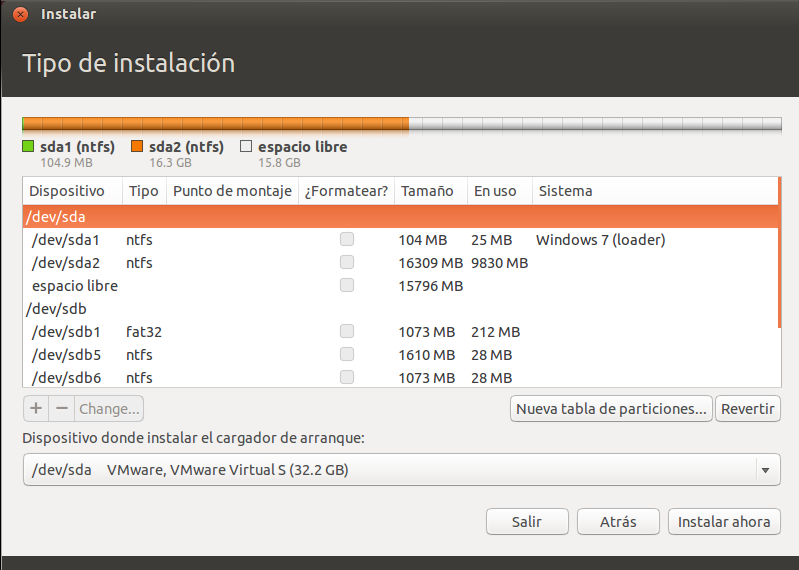 Instalar
Tipo de instalación
sda1 (ntfs) sda2 (ntfs) espacio libre
104.9 MB 16.3 GB 15.8 GB
Dispositivo Tipo Punto de montaje ¿Formatear? Tamaño En uso Sistema
/dev/sda
/dev/sda1 ntfs 104 MB 25 MB Windows 7 (loader)
/dev/sda2 ntfs 16309 MB 9830 MB
espacio libre 15796 MB
/dev/sdb
/dev/sdb1 fat32 1073 MB 212 MB
/dev/sdb5 ntfs 1610 MB 28 MB
/dev/sdb6 ntfs 1073 MB 28 MB
+ − Change... Nueva tabla de particiones... Revertir
Dispositivo donde instalar el cargador de arranque:
/dev/sda VMware, VMware Virtual S (32.2 GB)
Salir Atrás Instalar ahora